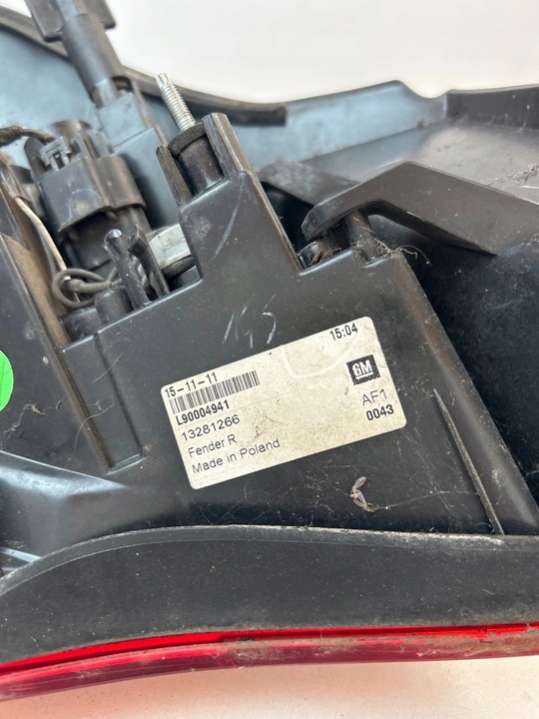 15-11-11 15:04
L90004941
GM
13281266 AF1
Fender R 0043
Made in Poland